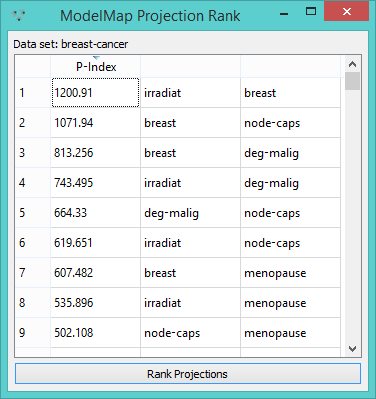 ModelMap Projection Rank
Data set: breast-cancer
P-Index
1 1200.91 irradiat breast
2 1071.94 breast node-caps
3 813.256 breast deg-malig
4 743.495 irradiat deg-malig
5 664.33 deg-malig node-caps
6 619.651 irradiat node-caps
7 607.482 breast menopause
8 535.896 irradiat menopause
9 502.108 node-caps menopause
Rank Projections